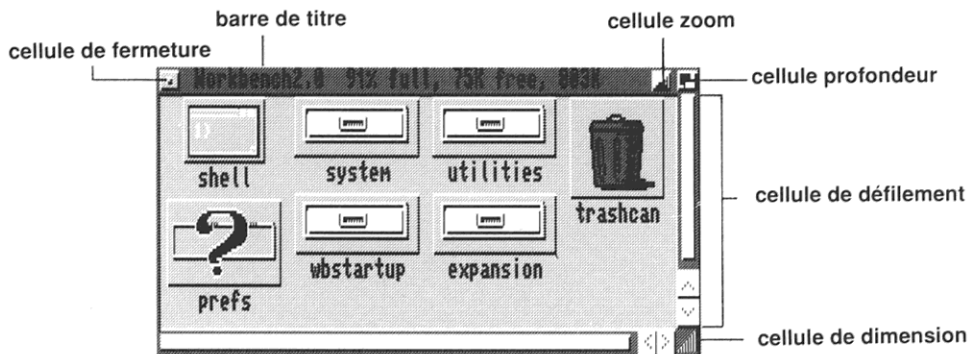 barre de titre
cellule zoom
cellule de fermeture
Workbench2.0 91% full, 75K free, 803K
cellule profondeur
shell
system
utilities
trashcan
cellule de défilement
prefs
wbstartup
expansion
cellule de dimension